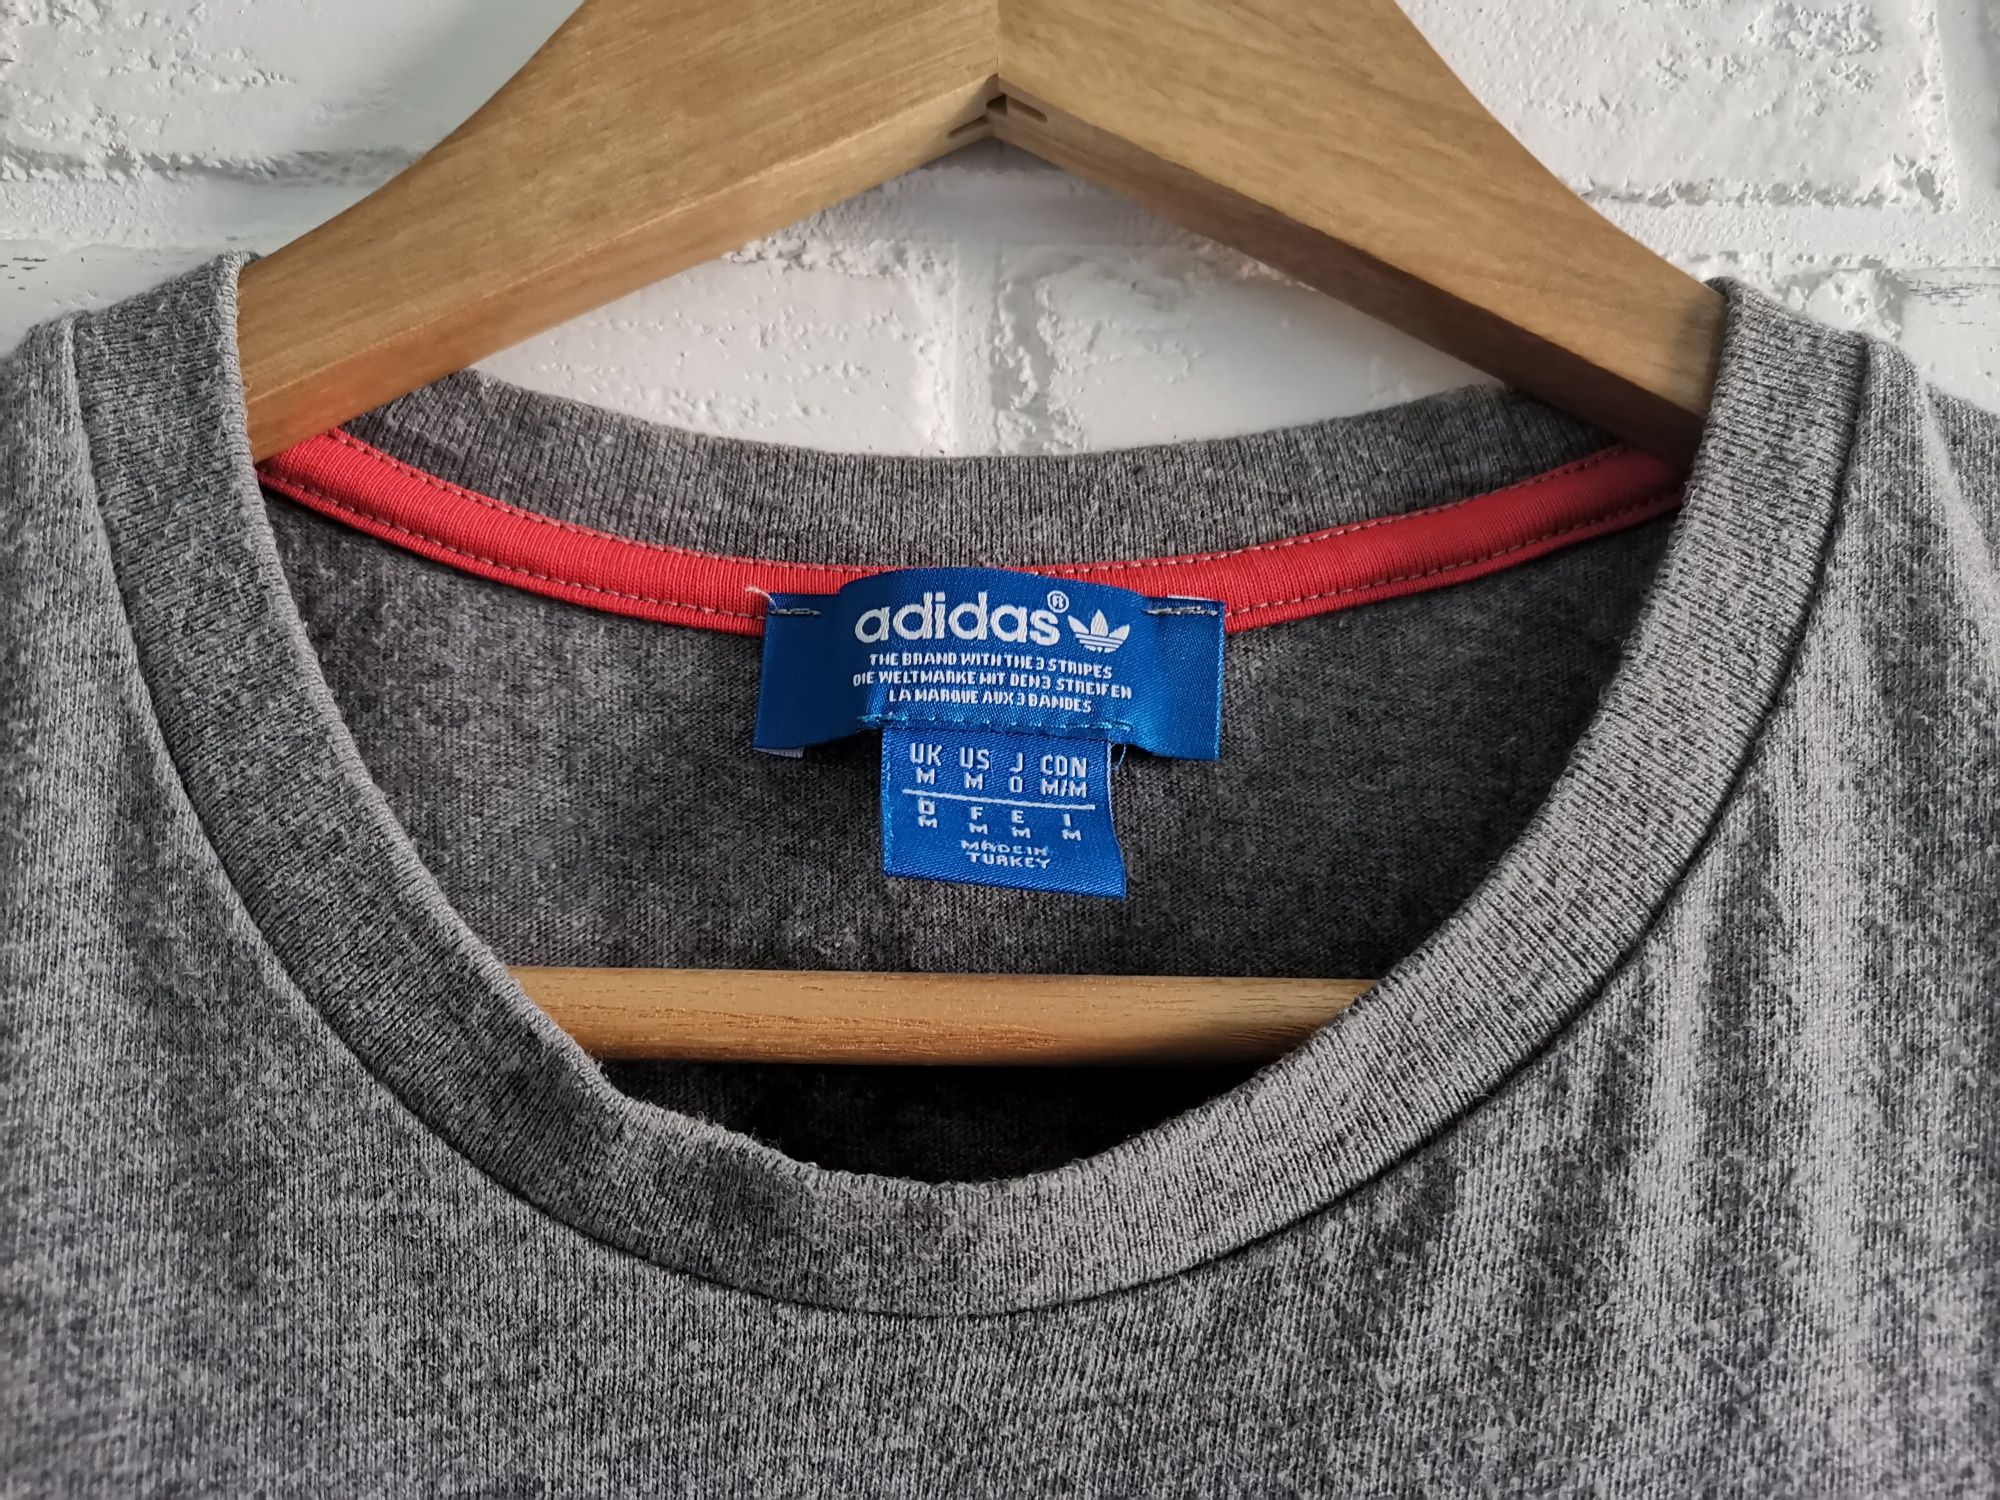 adidas®
THE BRAND WITH THE 3 STRIPES
DIE WELTMARKE MIT DEN 3 STREIFEN
LA MARQUE AUX 3 BANDES
UK US J CDN
M M O M/M
D F E I
M M M M
MADE IN
TURKEY